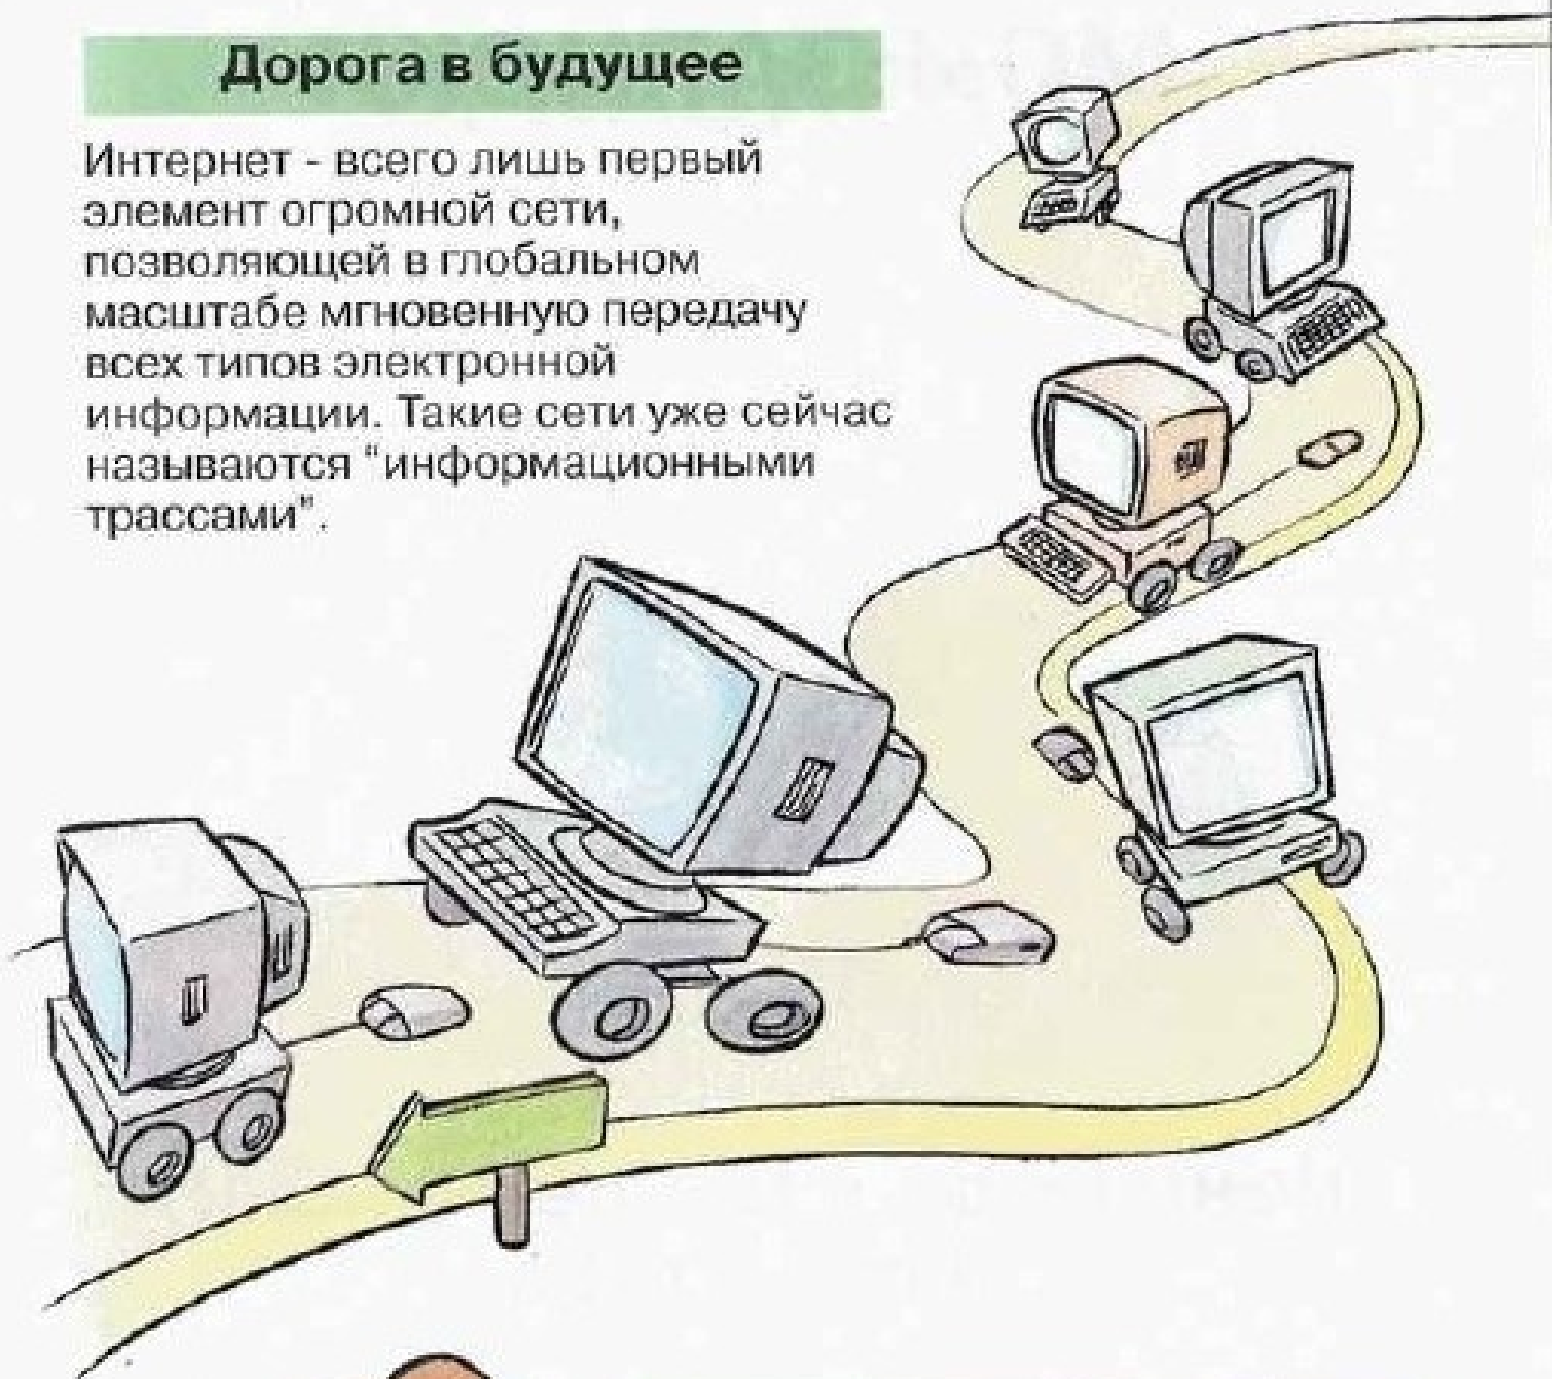 Дорога в будущее
Интернет - всего лишь первый
элемент огромной сети,
позволяющей в глобальном
масштабе мгновенную передачу
всех типов электронной
информации. Такие сети уже сейчас
называются "информационными
трассами".